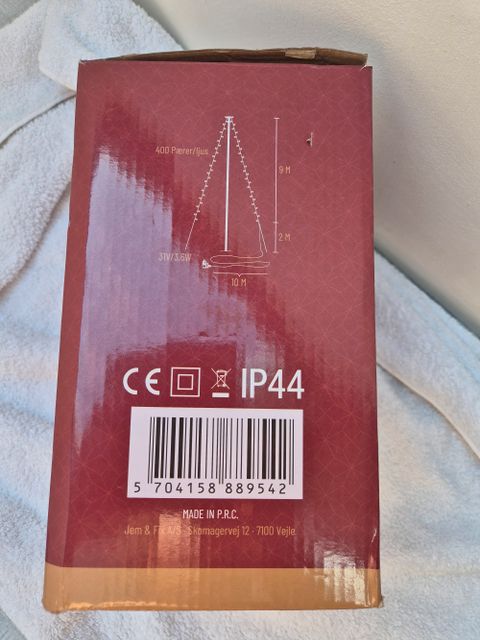 400 Pærer/ljus
9 M
2 M
31V/3,6W
10 M
CE IP44
5 704158 889542
MADE IN P.R.C.
Jem & Fix A/S · Skomagervej 12 · 7100 Vejle